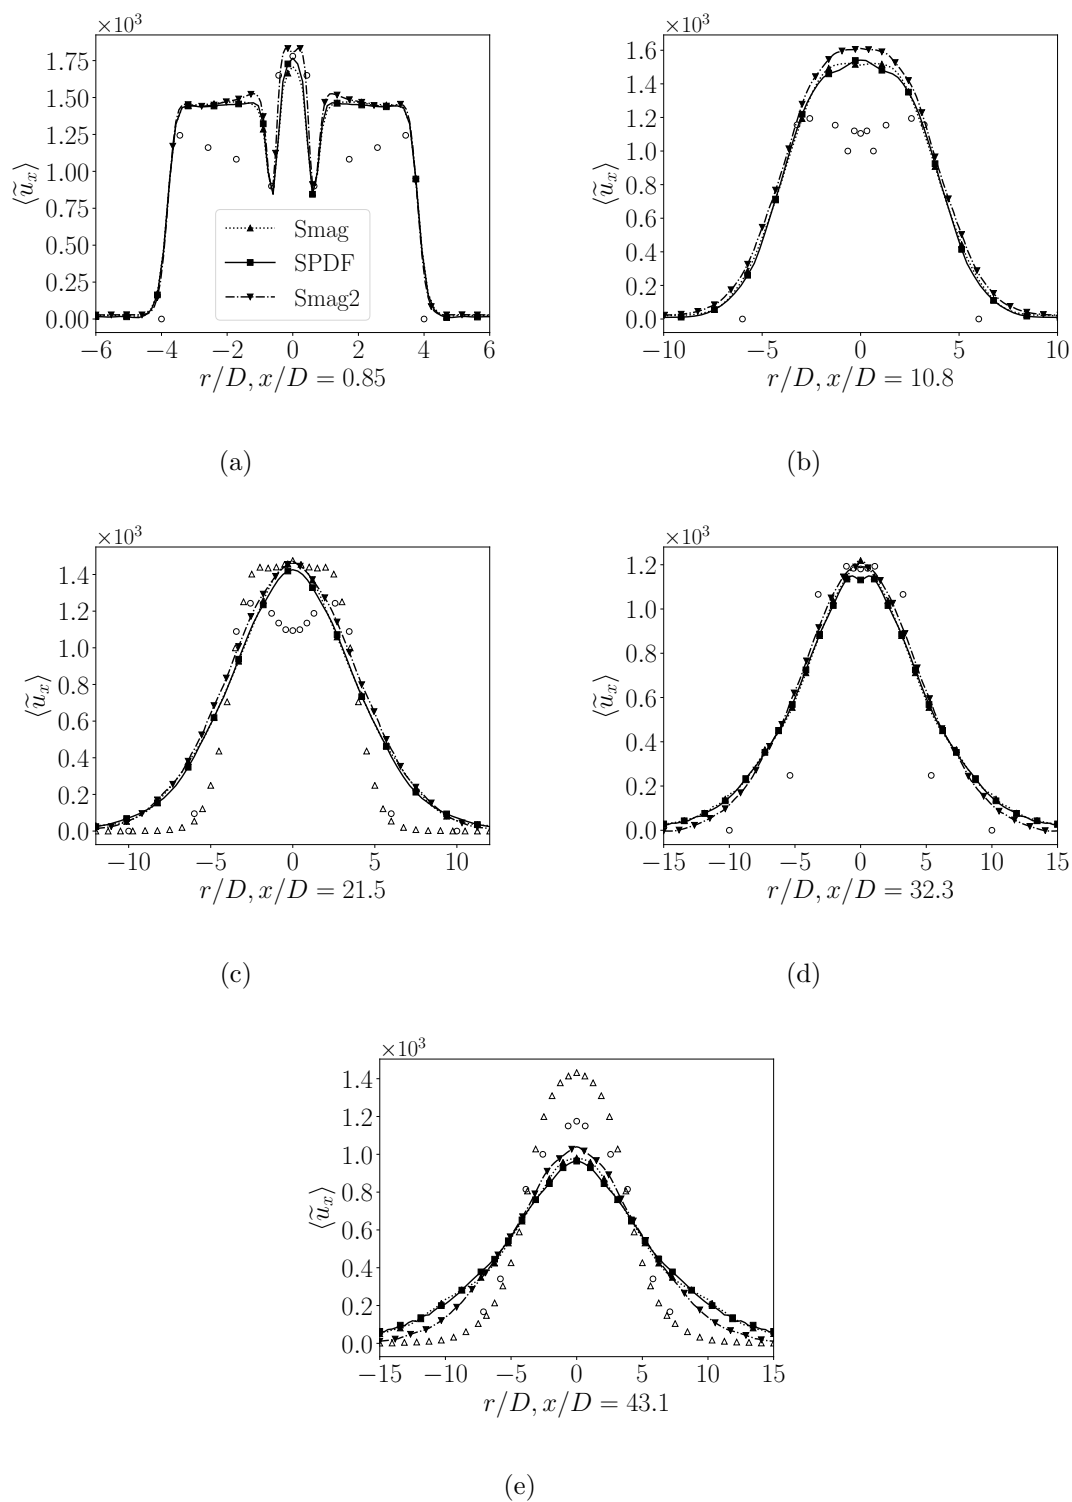 ×10³
1.75
1.50
1.25
1.00
0.75
0.50
0.25
0.00
⟨ũₓ⟩
Smag
SPDF
Smag2
−6 −4 −2 0 2 4 6
r/D, x/D = 0.85
(a)
×10³
1.6
1.4
1.2
1.0
0.8
0.6
0.4
0.2
0.0
⟨ũₓ⟩
−10 −5 0 5 10
r/D, x/D = 10.8
(b)
×10³
1.4
1.2
1.0
0.8
0.6
0.4
0.2
0.0
⟨ũₓ⟩
−10 −5 0 5 10
r/D, x/D = 21.5
(c)
×10³
1.2
1.0
0.8
0.6
0.4
0.2
0.0
⟨ũₓ⟩
−15 −10 −5 0 5 10 15
r/D, x/D = 32.3
(d)
×10³
1.4
1.2
1.0
0.8
0.6
0.4
0.2
0.0
⟨ũₓ⟩
−15 −10 −5 0 5 10 15
r/D, x/D = 43.1
(e)